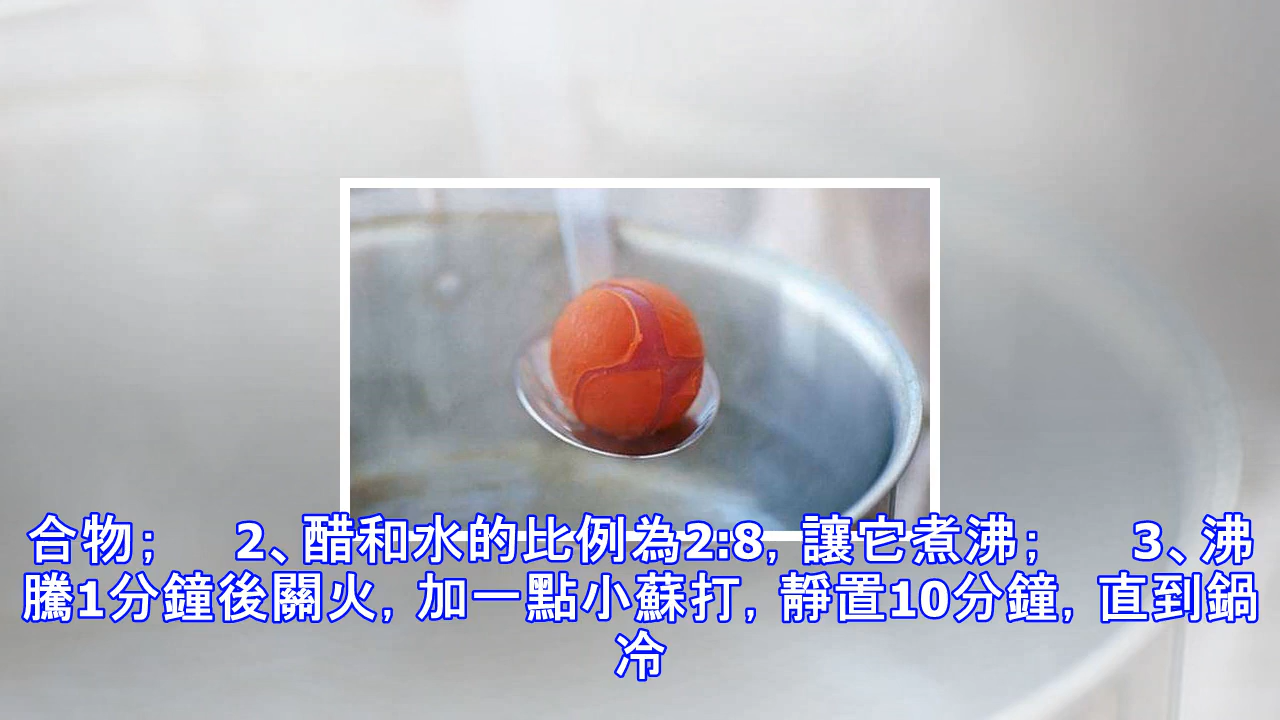 合物； 2、醋和水的比例為2:8，讓它煮沸； 3、沸
騰1分鐘後關火，加一點小蘇打，靜置10分鐘，直到鍋
冷